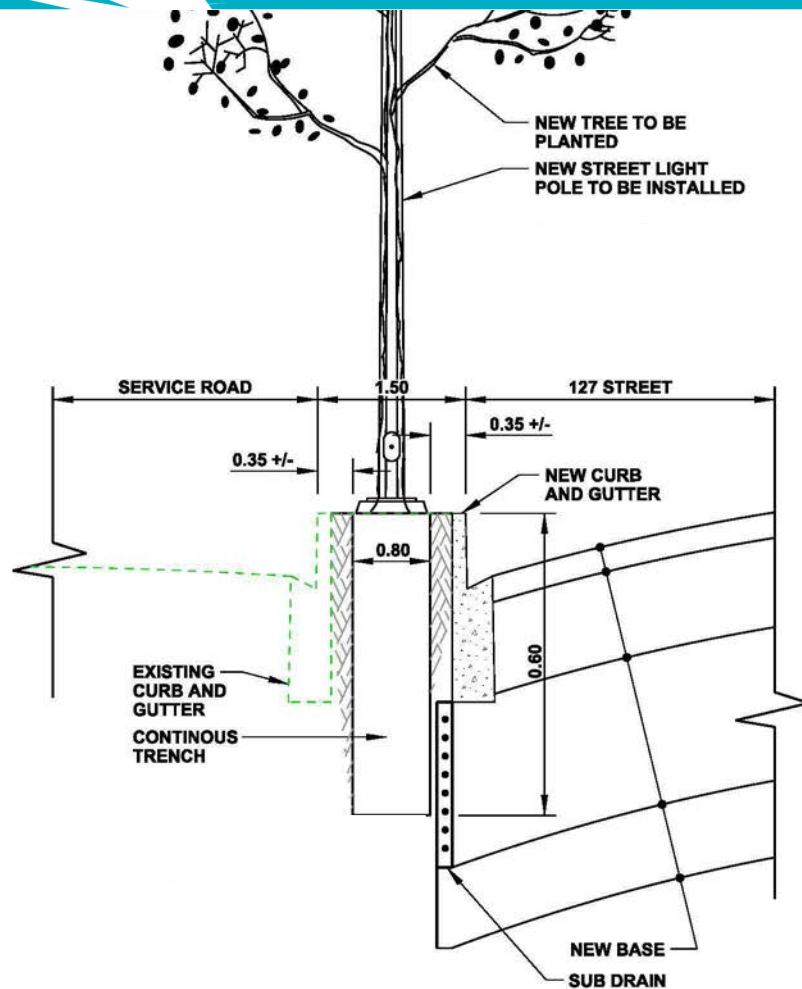 NEW TREE TO BE
PLANTED
NEW STREET LIGHT
POLE TO BE INSTALLED
SERVICE ROAD
1.50
127 STREET
0.35 +/-
0.35 +/-
NEW CURB
AND GUTTER
0.80
0.60
EXISTING
CURB AND
GUTTER
CONTINOUS
TRENCH
NEW BASE
SUB DRAIN